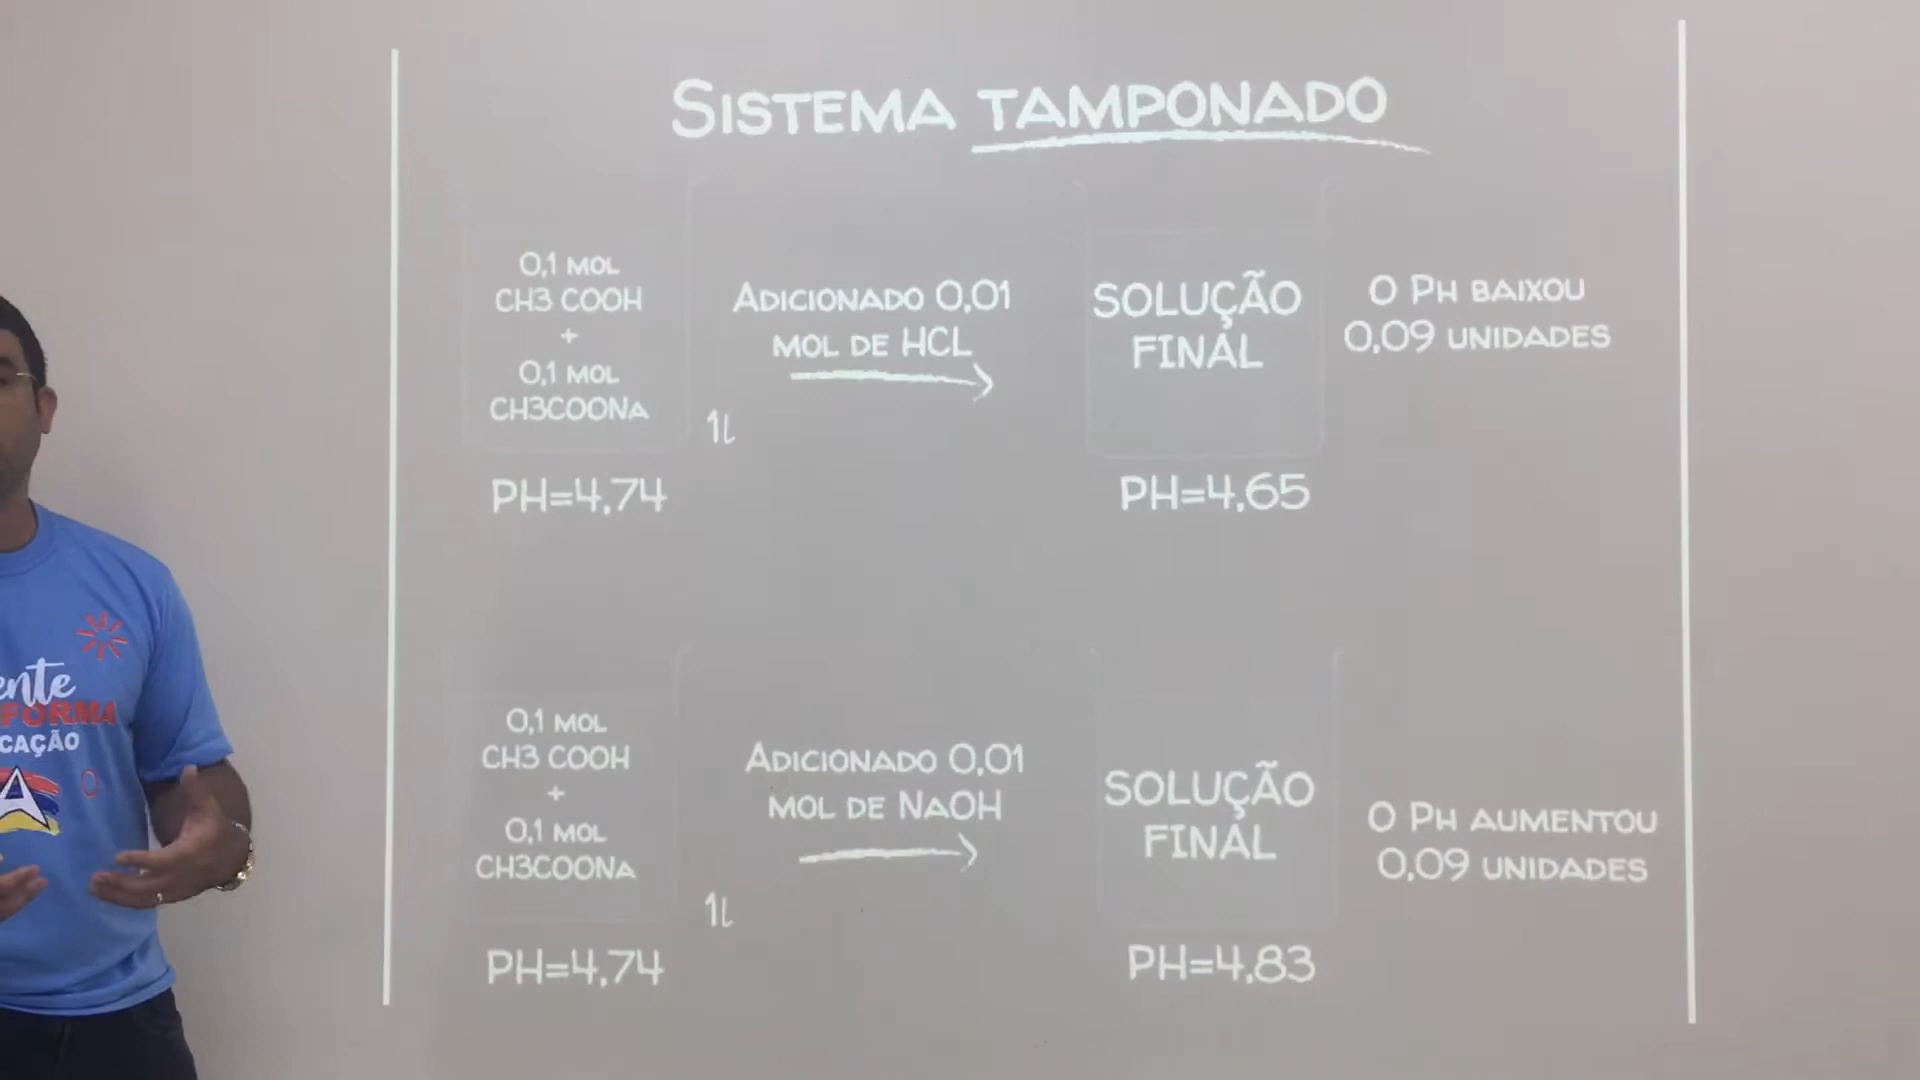 SISTEMA TAMPONADO
0,1 MOL
CH3 COOH
+
0,1 MOL
CH3COONA
1L
PH=4,74
ADICIONADO 0,01
MOL DE HCL
SOLUÇÃO
FINAL
PH=4,65
O PH BAIXOU
0,09 UNIDADES
0,1 MOL
CH3 COOH
+
0,1 MOL
CH3COONA
1L
PH=4,74
ADICIONADO 0,01
MOL DE NAOH
SOLUÇÃO
FINAL
PH=4,83
O PH AUMENTOU
0,09 UNIDADES
ente
FORMA
CAÇÃO